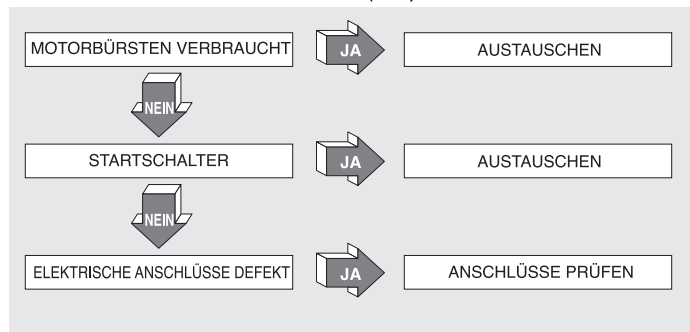 MOTORBÜRSTEN VERBRAUCHT JA AUSTAUSCHEN
NEIN
STARTSCHALTER JA AUSTAUSCHEN
NEIN
ELEKTRISCHE ANSCHLÜSSE DEFEKT JA ANSCHLÜSSE PRÜFEN